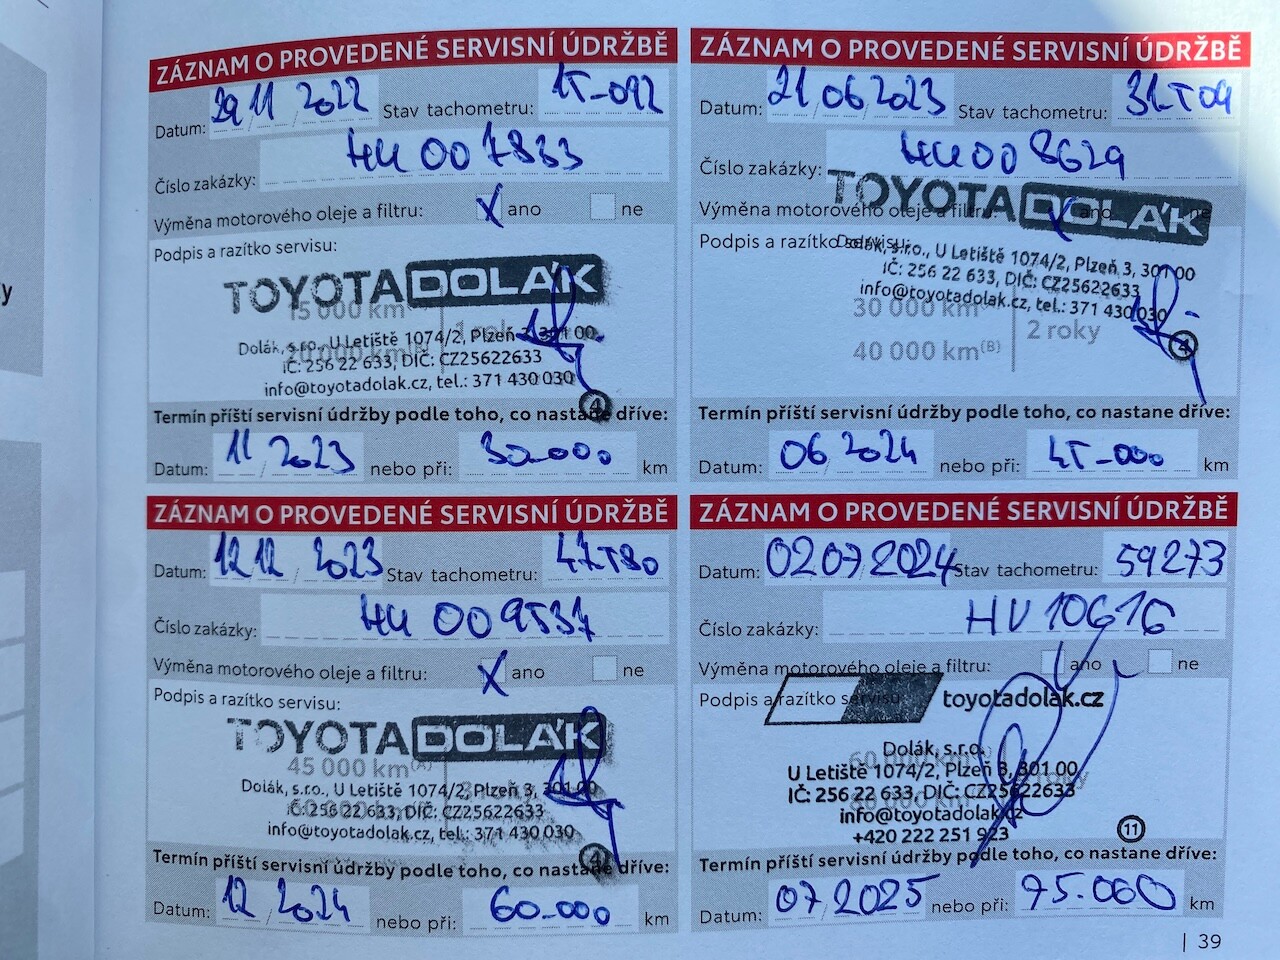 ZÁZNAM O PROVEDENÉ SERVISNÍ ÚDRŽBĚ
Datum: 29 11 2022 Stav tachometru: 15-092
Číslo zakázky: HU 007833
Výměna motorového oleje a filtru: X ano ne
Podpis a razítko servisu:
TOYOTA DOLÁK
15 000 km
1 rok
Dolák, s.r.o., U Letiště 1074/2, Plzeň 3, 301 00
20 000 km
IČ: 256 22 633, DIČ: CZ25622633
info@toyotadolak.cz, tel.: 371 430 030
4
Termín příští servisní údržby podle toho, co nastane dříve:
Datum: 11 / 2023 nebo při: 30-000 km
ZÁZNAM O PROVEDENÉ SERVISNÍ ÚDRŽBĚ
Datum: 21 06 2023 Stav tachometru: 31509
Číslo zakázky: HU008629
TOYOTA DOLÁK
Výměna motorového oleje a filtru: X ano ne
Podpis a razítko servisu:
Dolák, s.r.o., U Letiště 1074/2, Plzeň 3, 301 00
IČ: 256 22 633, DIČ: CZ25622633
info@toyotadolak.cz, tel.: 371 430 030
30 000 km
2 roky
40 000 km(B)
4
Termín příští servisní údržby podle toho, co nastane dříve:
Datum: 06 2024 nebo při: 45-000 km
ZÁZNAM O PROVEDENÉ SERVISNÍ ÚDRŽBĚ
Datum: 12 12 2023 Stav tachometru: 47580
Číslo zakázky: HU 009537
Výměna motorového oleje a filtru: X ano ne
Podpis a razítko servisu:
TOYOTA DOLÁK
45 000 km(A)
Dolák, s.r.o., U Letiště 1074/2, Plzeň 3, 301 00
IČ: 256 22 633, DIČ: CZ25622633
info@toyotadolak.cz, tel.: 371 430 030
4
Termín příští servisní údržby podle toho, co nastane dříve:
Datum: 12 / 2024 nebo při: 60-000 km
ZÁZNAM O PROVEDENÉ SERVISNÍ ÚDRŽBĚ
Datum: 02 07 2024 Stav tachometru: 59273
Číslo zakázky: HU 10616
Výměna motorového oleje a filtru: ano ne
Podpis a razítko servisu:
toyotadolak.cz
Dolák, s.r.o.
U Letiště 1074/2, Plzeň 3, 301 00
IČ: 256 22 633, DIČ: CZ25622633
info@toyotadolak.cz
+420 222 251 923
11
Termín příští servisní údržby podle toho, co nastane dříve:
Datum: 07 2025 nebo při: 75.000 km
| 39